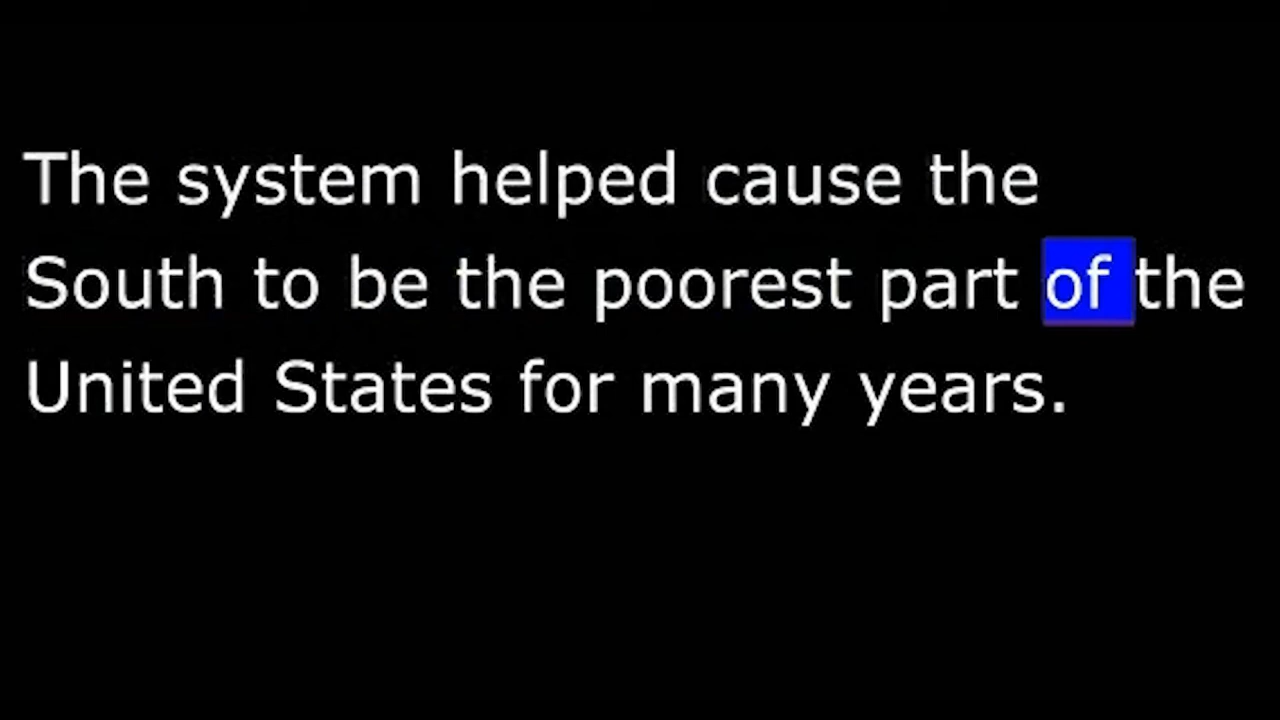 The system helped cause the
South to be the poorest part of the
United States for many years.